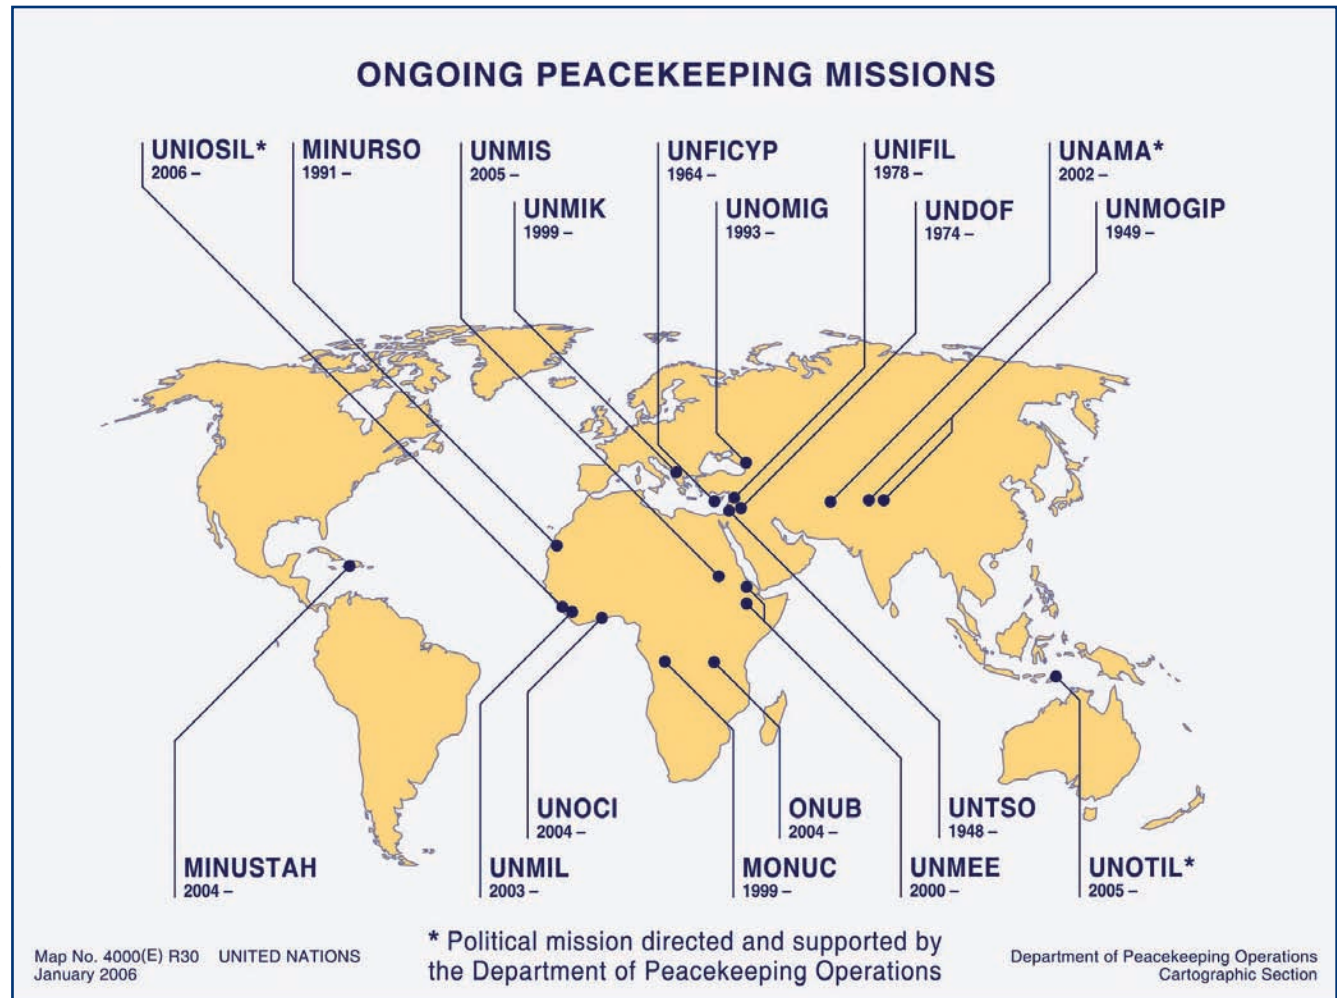 ONGOING PEACEKEEPING MISSIONS
UNIOSIL*
2006 –
MINURSO
1991 –
UNMIS
2005 –
UNFICYP
1964 –
UNIFIL
1978 –
UNAMA*
2002 –
UNMIK
1999 –
UNOMIG
1993 –
UNDOF
1974 –
UNMOGIP
1949 –
UNOCI
2004 –
ONUB
2004 –
UNTSO
1948 –
MINUSTAH
2004 –
UNMIL
2003 –
MONUC
1999 –
UNMEE
2000 –
UNOTIL*
2005 –
* Political mission directed and supported by
the Department of Peacekeeping Operations
Map No. 4000(E) R30 UNITED NATIONS
January 2006
Department of Peacekeeping Operations
Cartographic Section